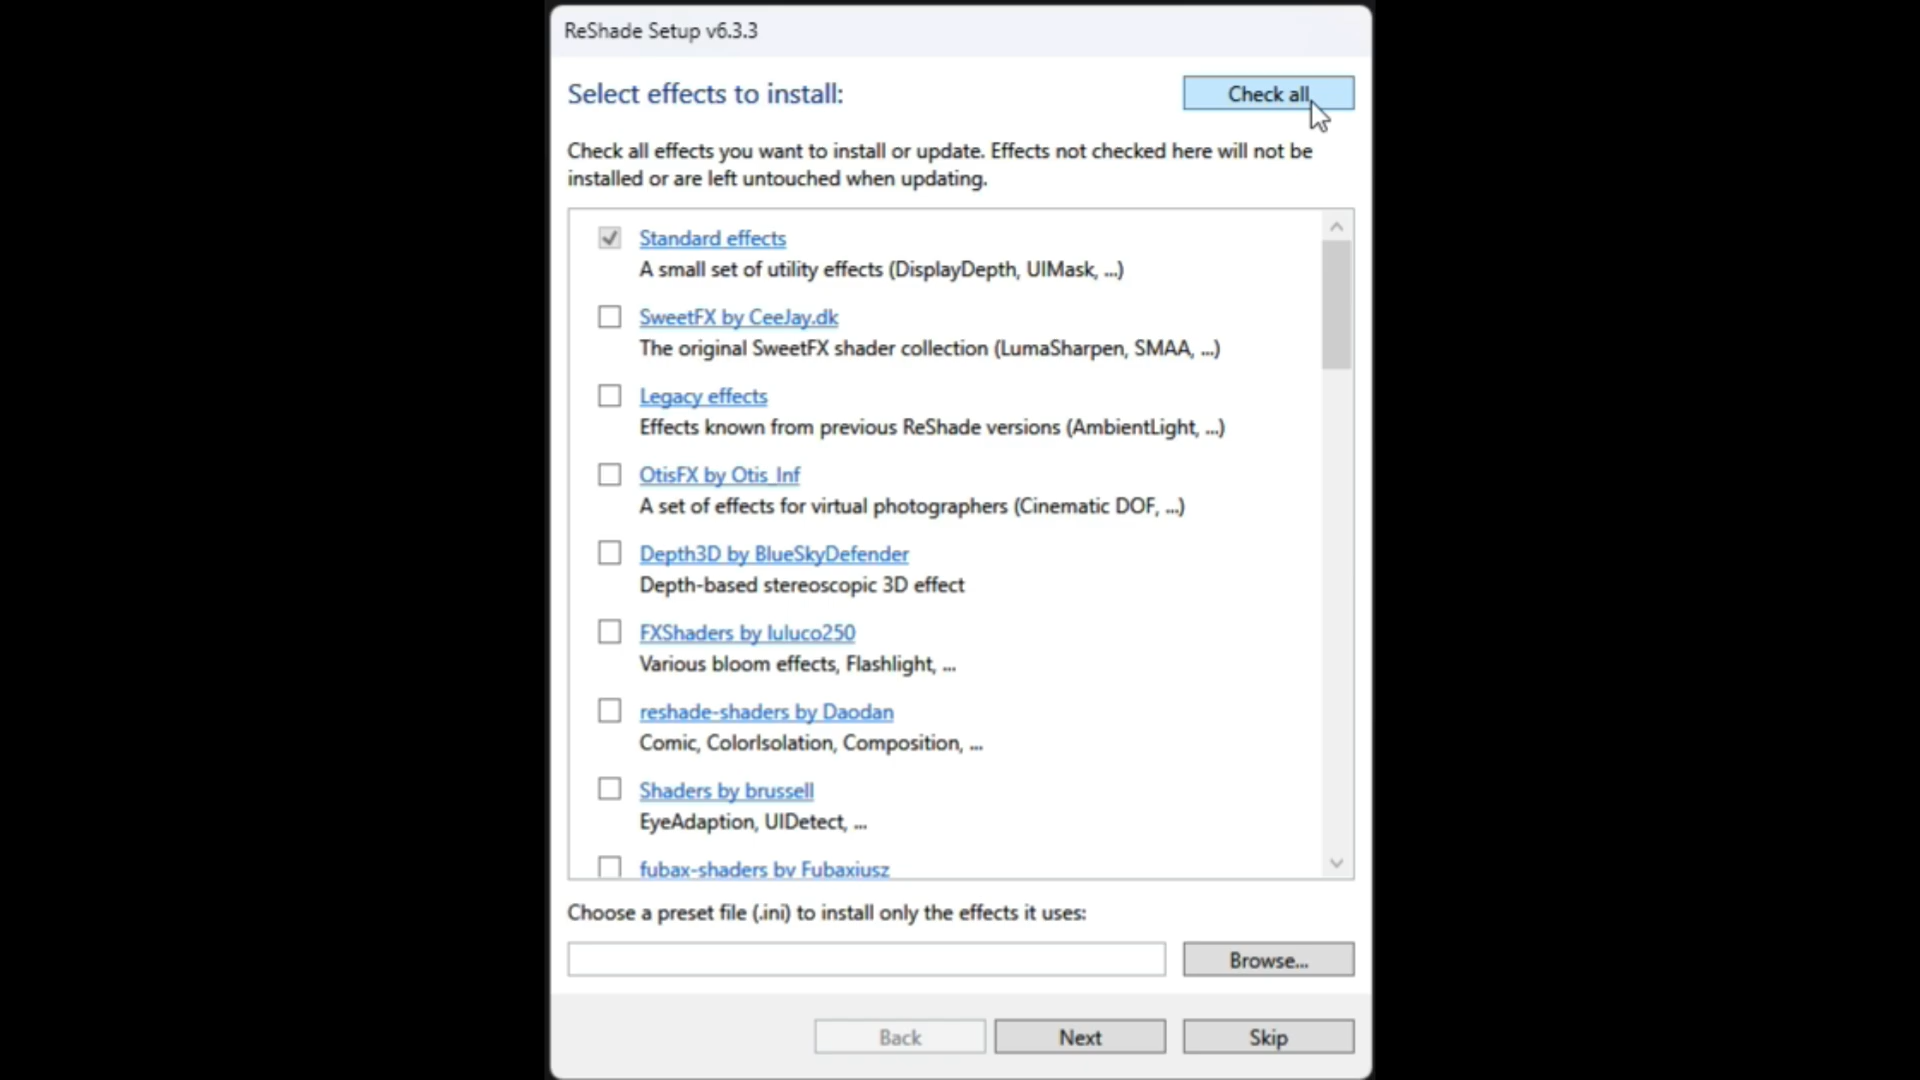 ReShade Setup v6.3.3
Select effects to install:
Check all
Check all effects you want to install or update. Effects not checked here will not be
installed or are left untouched when updating.
Standard effects
A small set of utility effects (DisplayDepth, UIMask, ...)
SweetFX by CeeJay.dk
The original SweetFX shader collection (LumaSharpen, SMAA, ...)
Legacy effects
Effects known from previous ReShade versions (AmbientLight, ...)
OtisFX by Otis_Inf
A set of effects for virtual photographers (Cinematic DOF, ...)
Depth3D by BlueSkyDefender
Depth-based stereoscopic 3D effect
FXShaders by luluco250
Various bloom effects, Flashlight, ...
reshade-shaders by Daodan
Comic, ColorIsolation, Composition, ...
Shaders by brussell
EyeAdaption, UIDetect, ...
fubax-shaders by Fubaxiusz
Choose a preset file (.ini) to install only the effects it uses:
Browse...
Back
Next
Skip